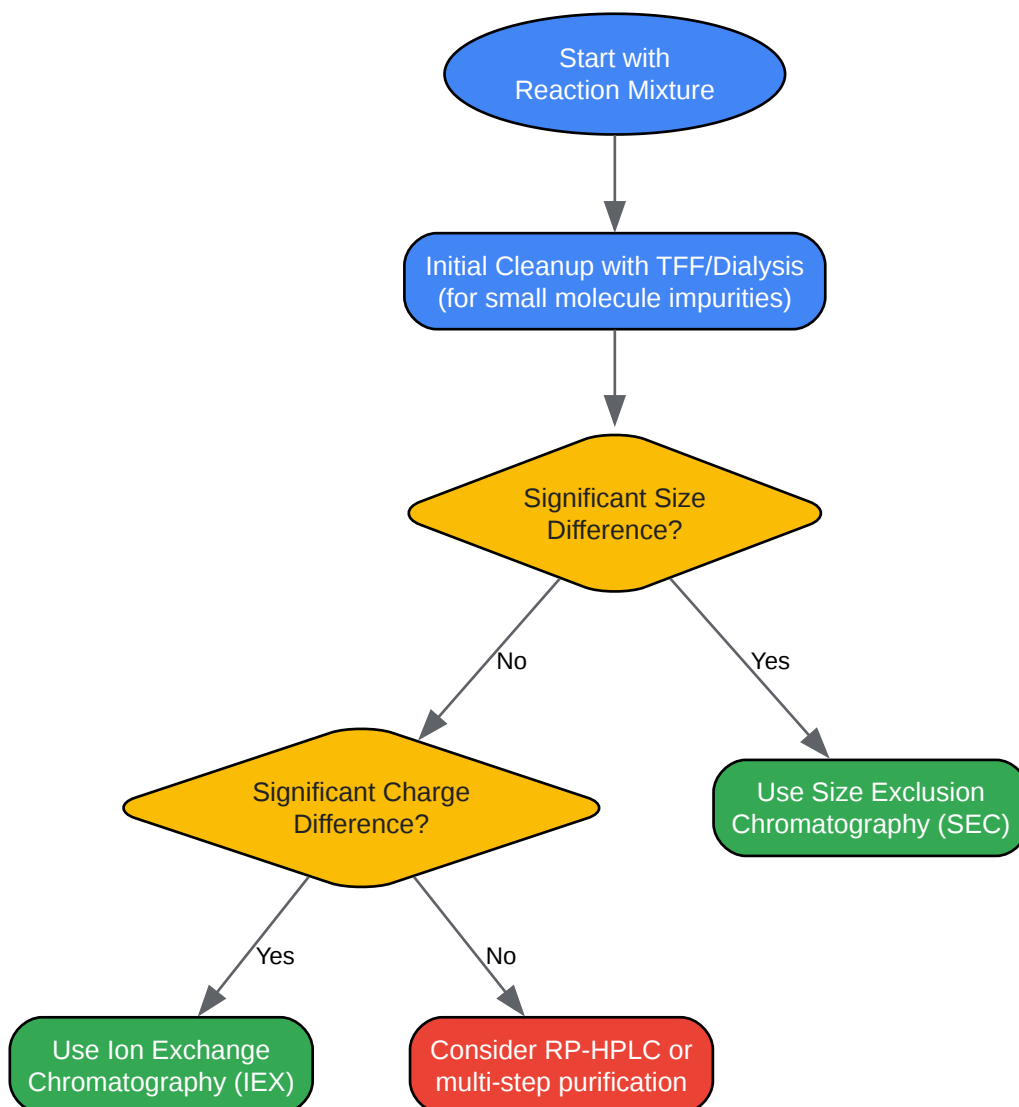 Start with
Reaction Mixture
Initial Cleanup with TFF/Dialysis
(for small molecule impurities)
Significant Size
Difference?
No
Yes
Significant Charge
Difference?
Use Size Exclusion
Chromatography (SEC)
Yes
No
Use Ion Exchange
Chromatography (IEX)
Consider RP-HPLC or
multi-step purification